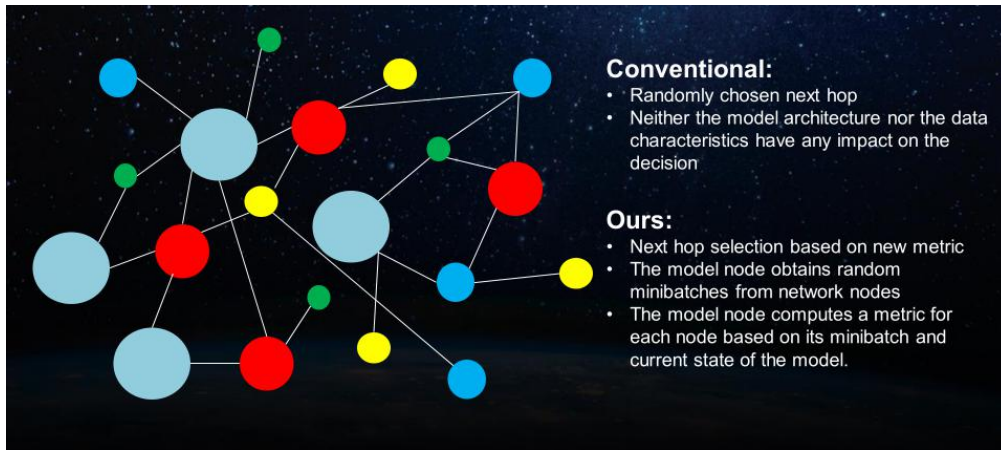 Conventional:
• Randomly chosen next hop
• Neither the model architecture nor the data
characteristics have any impact on the
decision
Ours:
• Next hop selection based on new metric
• The model node obtains random
minibatches from network nodes
• The model node computes a metric for
each node based on its minibatch and
current state of the model.